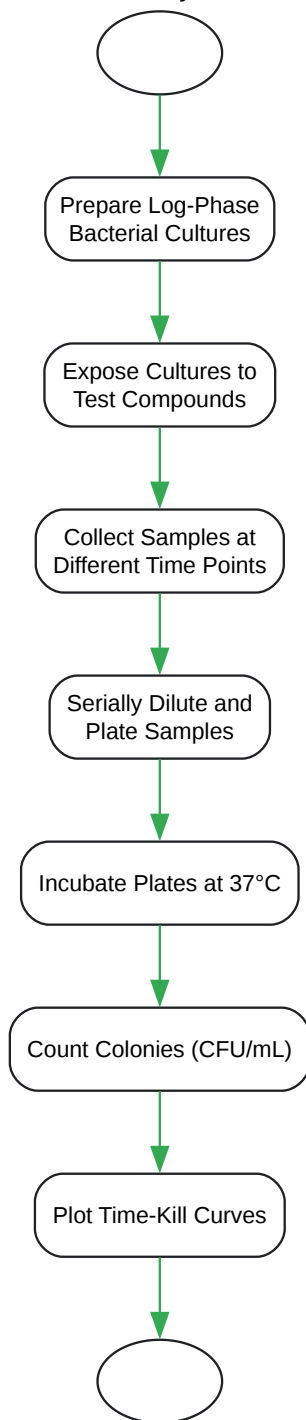 Prepare Log-Phase
Bacterial Cultures
Expose Cultures to
Test Compounds
Collect Samples at
Different Time Points
Serially Dilute and
Plate Samples
Incubate Plates at 37°C
Count Colonies (CFU/mL)
Plot Time-Kill Curves